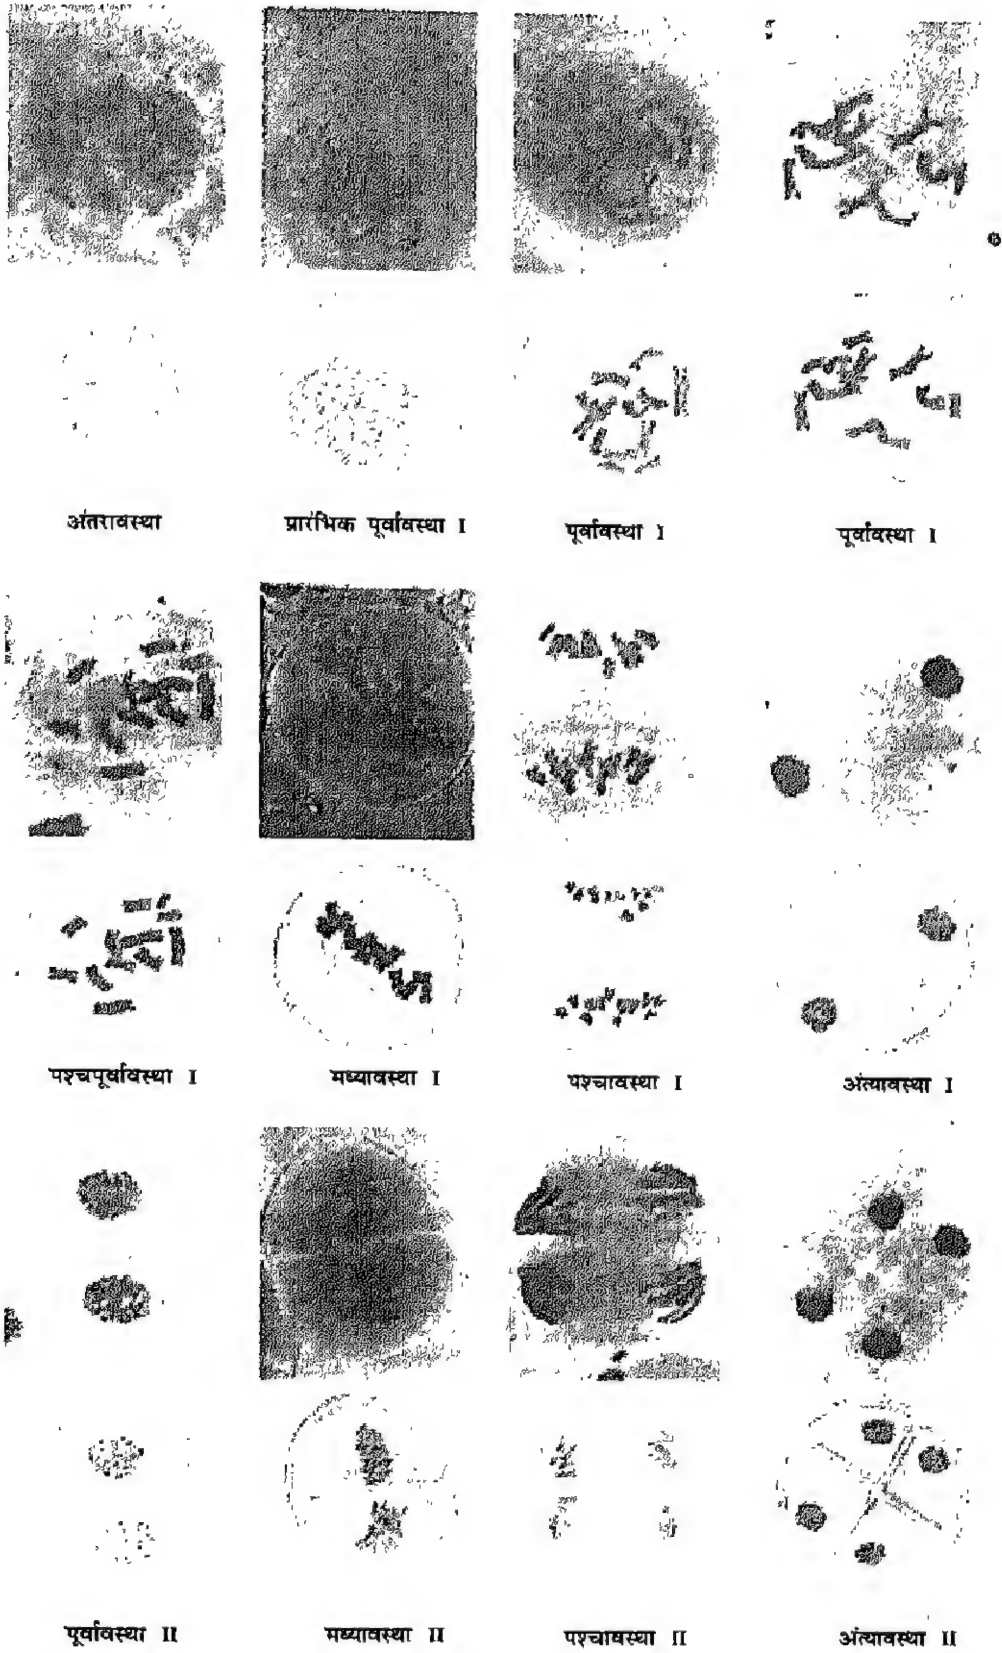 अंतरावस्था
प्रारंभिक पूर्वावस्था I
पूर्वावस्था I
पूर्वावस्था I
पश्चपूर्वावस्था I
मध्यावस्था I
पश्चावस्था I
अंत्यावस्था I
पूर्वावस्था II
मध्यावस्था II
पश्चावस्था II
अंत्यावस्था II